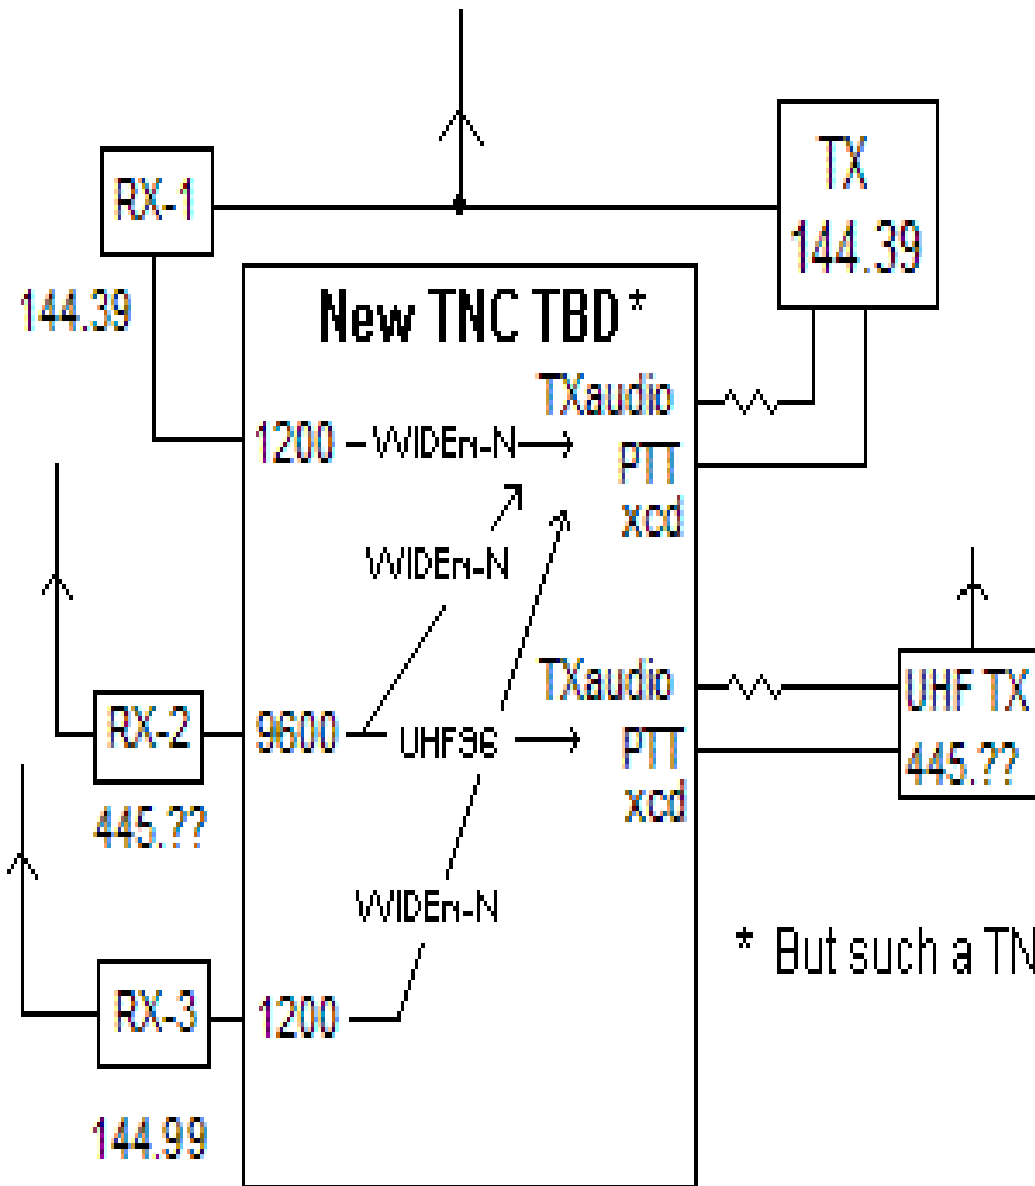 TX
144.39
RX-1
144.39
New TNC TBD*
TXaudio
1200 WIDEn-N
PTT
xcd
WIDEn-N
TXaudio
UHF TX
RX-2
9600
UHF96
PTT
445.??
xcd
445.??
WIDEn-N
* But such a TN
RX-3
1200
144.99